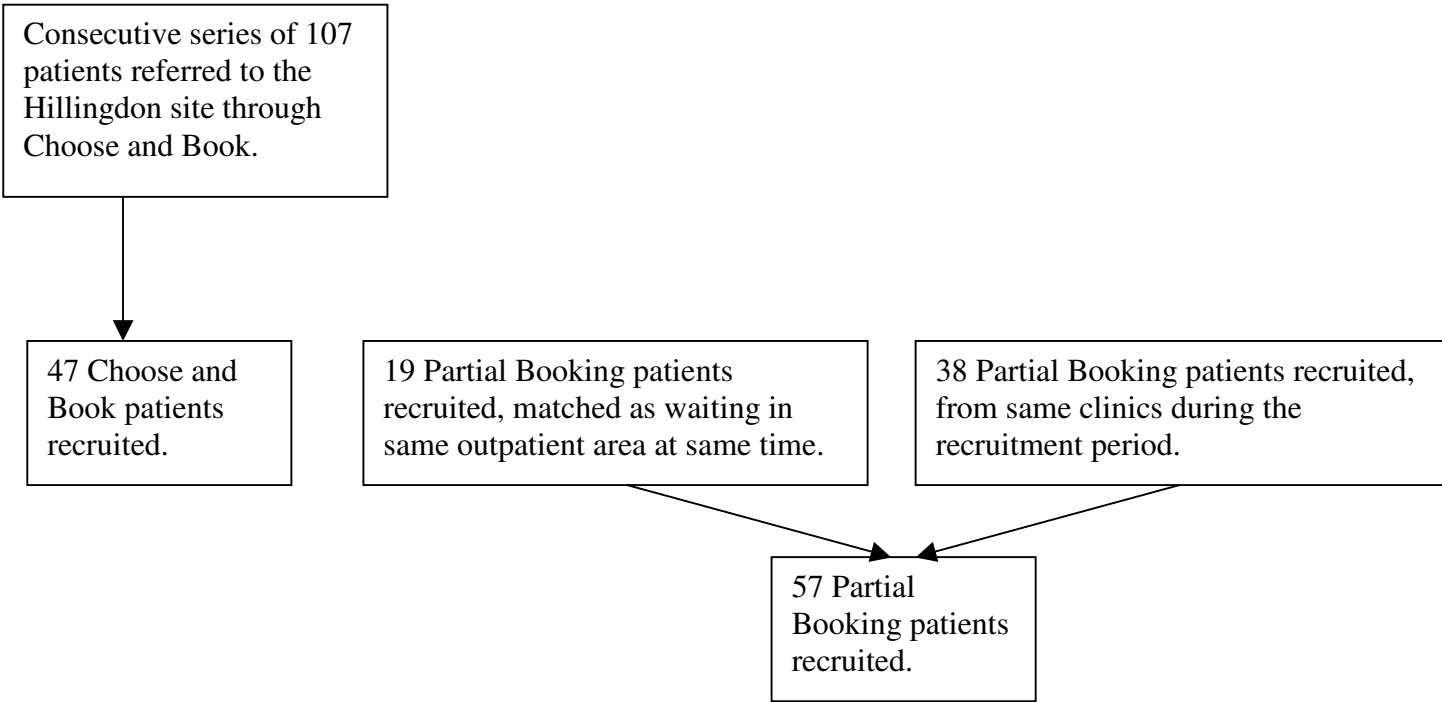 Consecutive series of 107
patients referred to the
Hillingdon site through
Choose and Book.
47 Choose and
Book patients
recruited.
19 Partial Booking patients
recruited, matched as waiting in
same outpatient area at same time.
38 Partial Booking patients recruited,
from same clinics during the
recruitment period.
57 Partial
Booking patients
recruited.